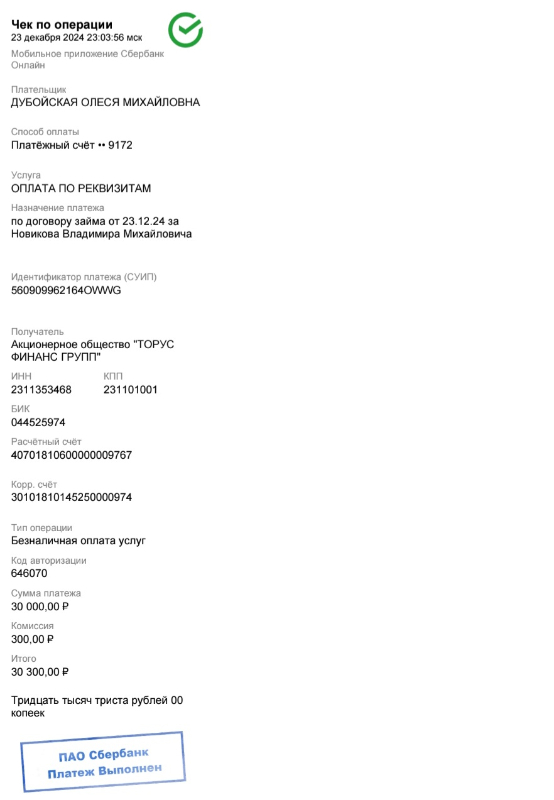 Чек по операции
23 декабря 2024 23:03:56 мск
Мобильное приложение Сбербанк
Онлайн
Плательщик
ДУБОЙСКАЯ ОЛЕСЯ МИХАЙЛОВНА
Способ оплаты
Платёжный счёт •• 9172
Услуга
ОПЛАТА ПО РЕКВИЗИТАМ
Назначение платежа
по договору займа от 23.12.24 за
Новикова Владимира Михайловича
Идентификатор платежа (СУИП)
560909962164OWWG
Получатель
Акционерное общество "ТОРУС
ФИНАНС ГРУПП"
ИНН КПП
2311353468 231101001
БИК
044525974
Расчётный счёт
40701810600000009767
Корр. счёт
30101810145250000974
Тип операции
Безналичная оплата услуг
Код авторизации
646070
Сумма платежа
30 000,00 ₽
Комиссия
300,00 ₽
Итого
30 300,00 ₽
Тридцать тысяч триста рублей 00
копеек
ПАО Сбербанк
Платеж Выполнен